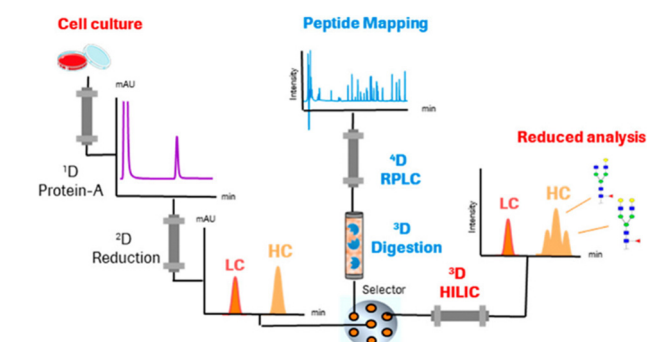 Cell culture
Peptide Mapping
mAU
Intensity
min
Reduced analysis
¹D
Protein-A
min
⁴D
RPLC
LC
HC
Intensity
min
²D
Reduction
mAU
LC
HC
min
³D
Digestion
Selector
³D
HILIC